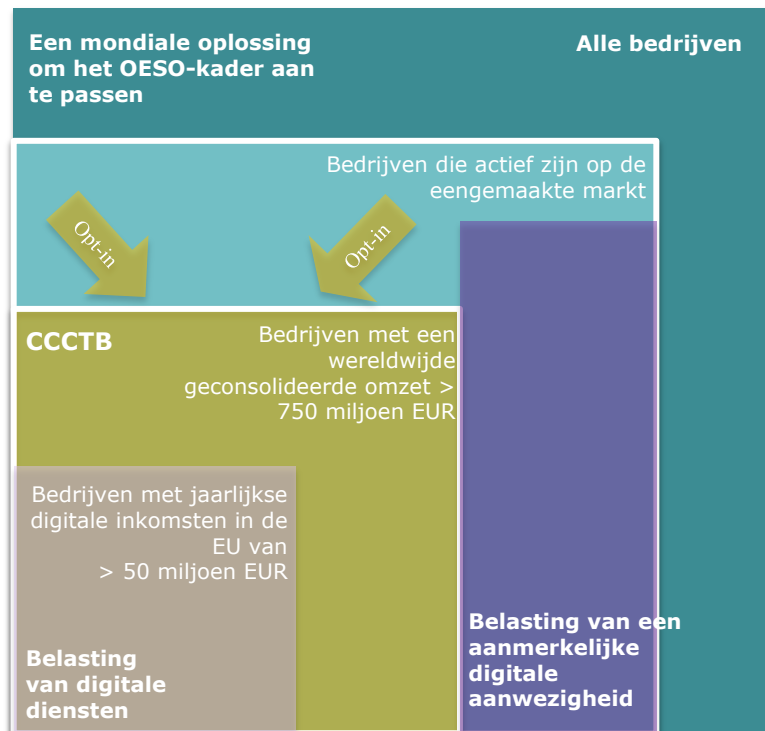 Een mondiale oplossing
om het OESO-kader aan
te passen
Alle bedrijven
Bedrijven die actief zijn op de
eengemaakte markt
Opt-in
Opt-in
CCCTB
Bedrijven met een
wereldwijde
geconsolideerde omzet >
750 miljoen EUR
Bedrijven met jaarlijkse
digitale inkomsten in de
EU van
> 50 miljoen EUR
Belasting
van digitale
diensten
Belasting van een
aanmerkelijke
digitale
aanwezigheid